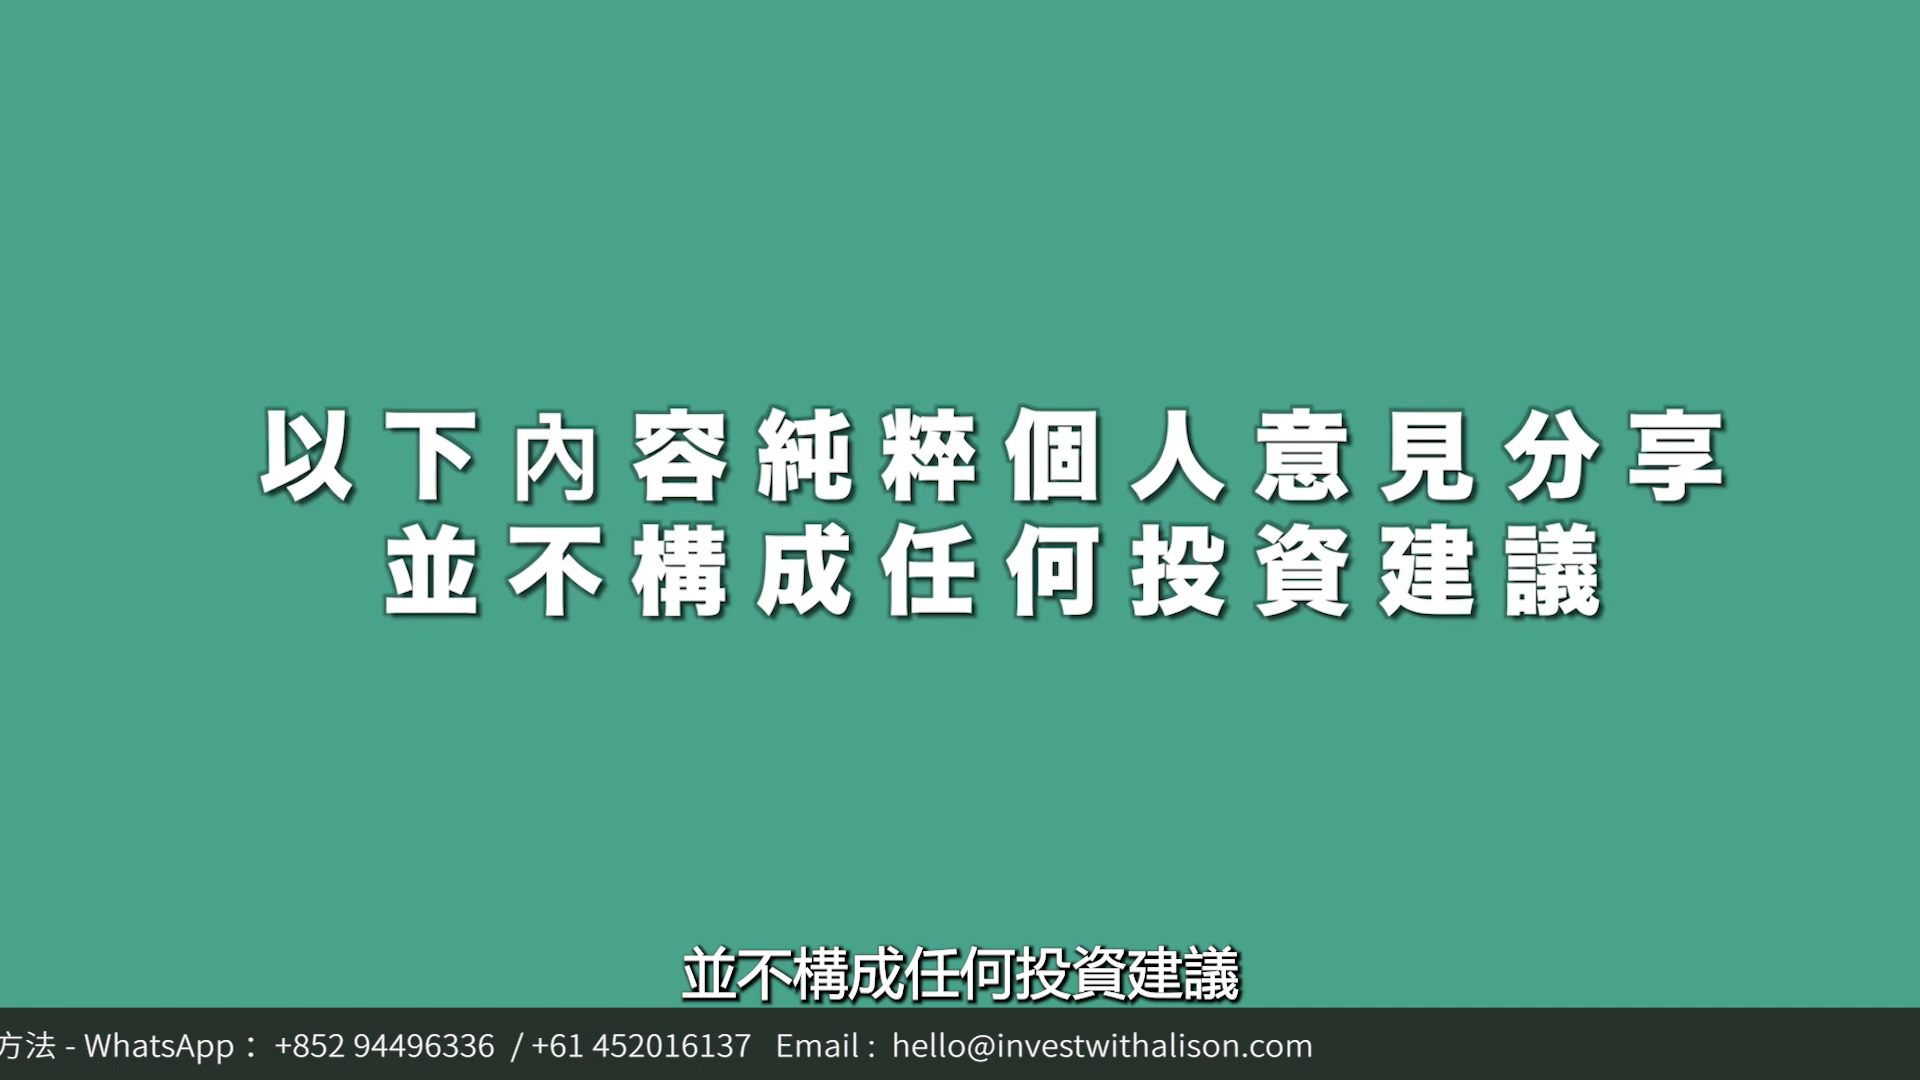 以下內容純粹個人意見分享
並不構成任何投資建議
並不構成任何投資建議
方法 - WhatsApp： +852 94496336 / +61 452016137 Email : hello@investwithalison.com